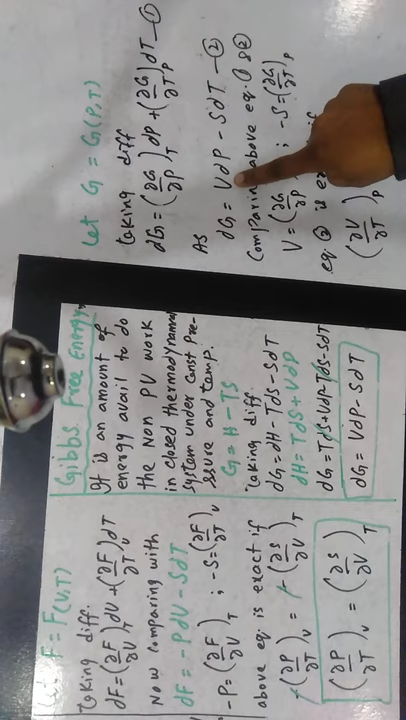 Let F = F(V,T)
Taking diff.
dF = (∂F/∂V)_T dV + (∂F/∂T)_V dT
Now comparing with
dF = -PdV - SdT
-P = (∂F/∂V)_T ; -S = (∂F/∂T)_V
above eq. is exact if
-(∂P/∂T)_V = -(∂S/∂V)_T
(∂P/∂T)_V = (∂S/∂V)_T
Gibbs Free Energy
It is an amount of
energy avail to do
the Non PV work
in closed thermodynamic
system under const Pre-
ssure and temp.
G = H - TS
Taking diff.
dG = dH - TdS - SdT
dH = TdS + VdP
dG = TdS + VdP - TdS - SdT
dG = VdP - SdT
Let G = G(P,T)
taking diff
dG = (∂G/∂P)_T dP + (∂G/∂T)_P dT — ①
As
dG = VdP - SdT — ②
Comparing above eq. ① & ②
V = (∂G/∂P ; -S = (∂G/∂T)_P
eq. ② is
(∂V/∂T)_P